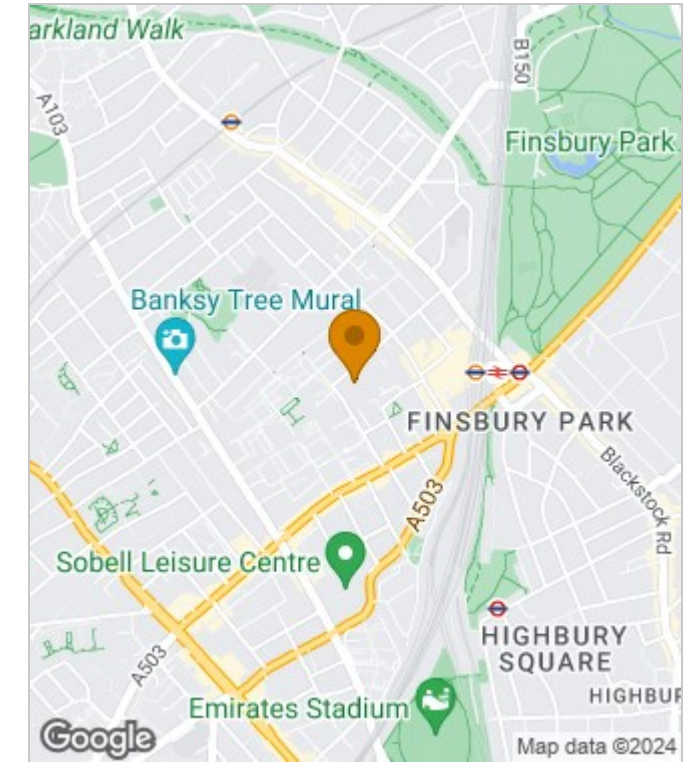 arkland Walk
B150
A103
Finsbury Park
Banksy Tree Mural
FINSBURY PARK
Blackstock Rd
A503
Sobell Leisure Centre
HIGHBURY
SQUARE
A503
HIGHBUF
Emirates Stadium
Google
Map data ©2024